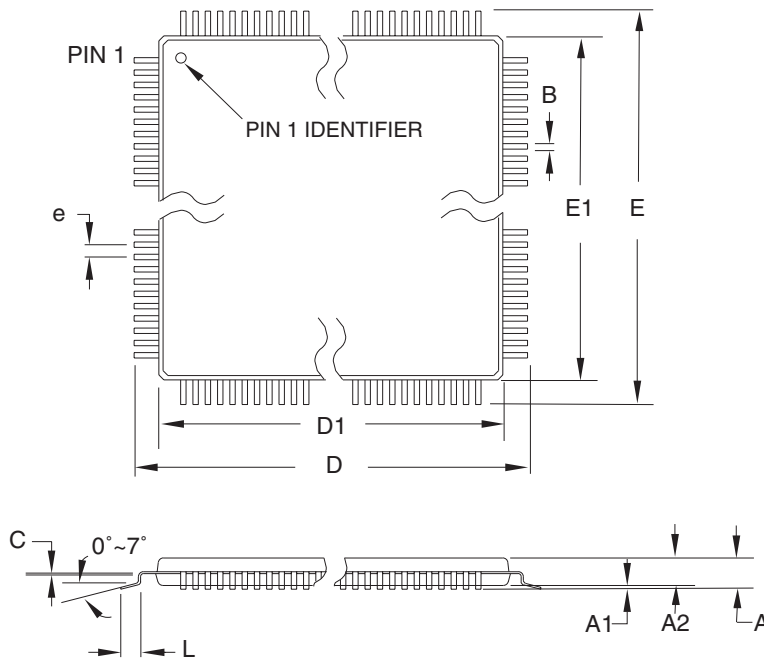 PIN 1
B
PIN 1 IDENTIFIER
E1
E
e
D1
D
C
0°~7°
A1
A2
A
L